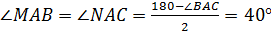 ∠MAB = ∠NAC = (180−∠BAC)/2 = 40°